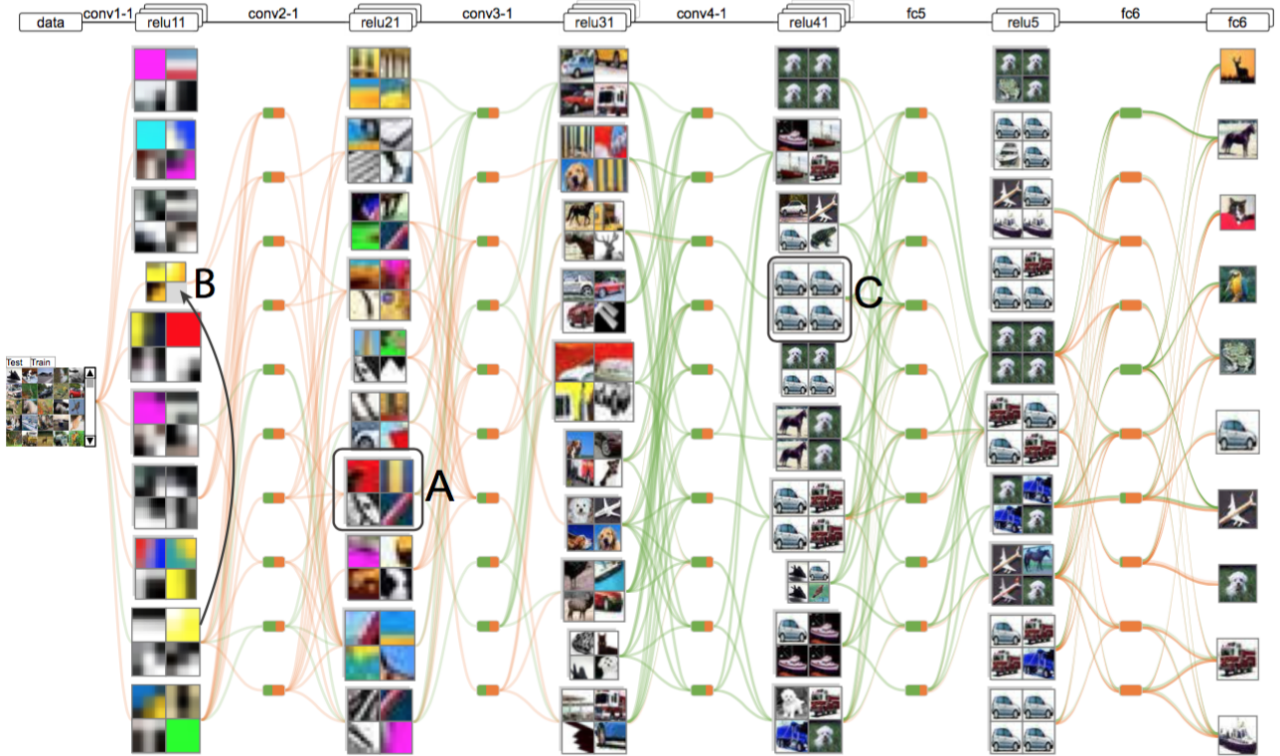 data conv1-1 relu11 conv2-1 relu21 conv3-1 relu31 conv4-1 relu41 fc5 relu5 fc6 fc6
B
C
Test Train
A